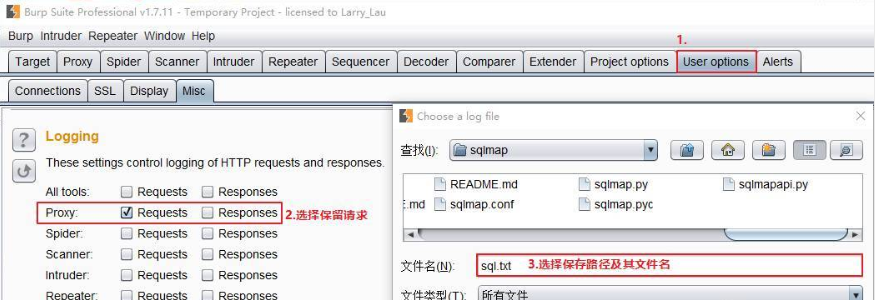 Burp Suite Professional v1.7.11 - Temporary Project - licensed to Larry_Lau
Burp Intruder Repeater Window Help
1.
Target Proxy Spider Scanner Intruder Repeater Sequencer Decoder Comparer Extender Project options User options Alerts
Connections SSL Display Misc
Choose a log file
? Logging
查找(I): sqlmap
These settings control logging of HTTP requests and responses.
README.md sqlmap.py sqlmapapi.py
E.md sqlmap.conf sqlmap.pyc
All tools: Requests Responses
Proxy: Requests Responses 2.选择保留请求
Spider: Requests Responses
Scanner: Requests Responses
文件名(N): sql.txt 3.选择保存路径及其文件名
Intruder: Requests Responses
Repeater: Requests Responses
文件类型(T): 所有文件